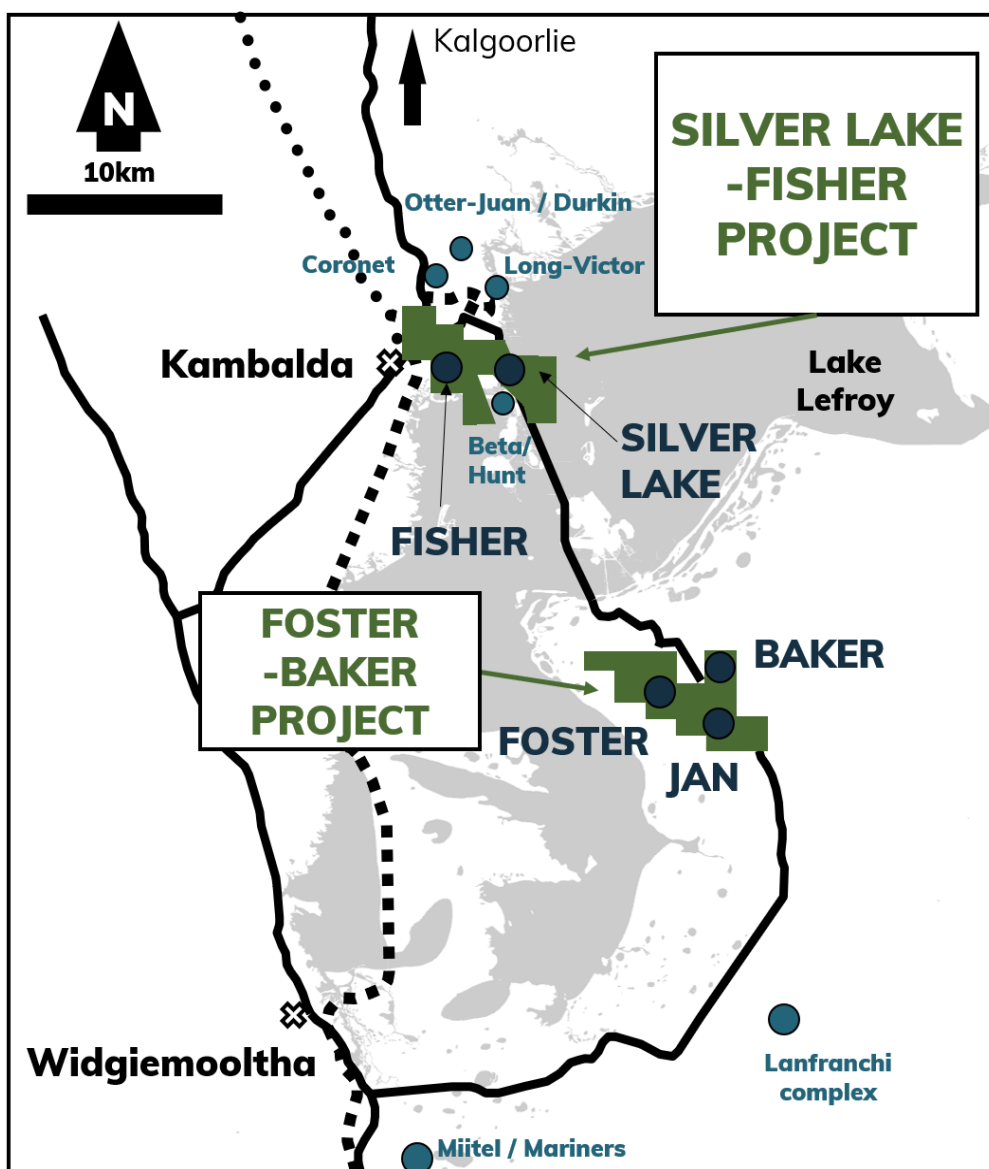 Kalgoorlie
N
10km
SILVER LAKE
-FISHER
PROJECT
Otter-Juan / Durkin
Coronet
Long-Victor
Kambalda
Lake
Lefroy
Beta/
Hunt
SILVER
LAKE
FISHER
FOSTER
-BAKER
PROJECT
BAKER
FOSTER
JAN
Widgiemooltha
Lanfranchi
complex
Miitel / Mariners